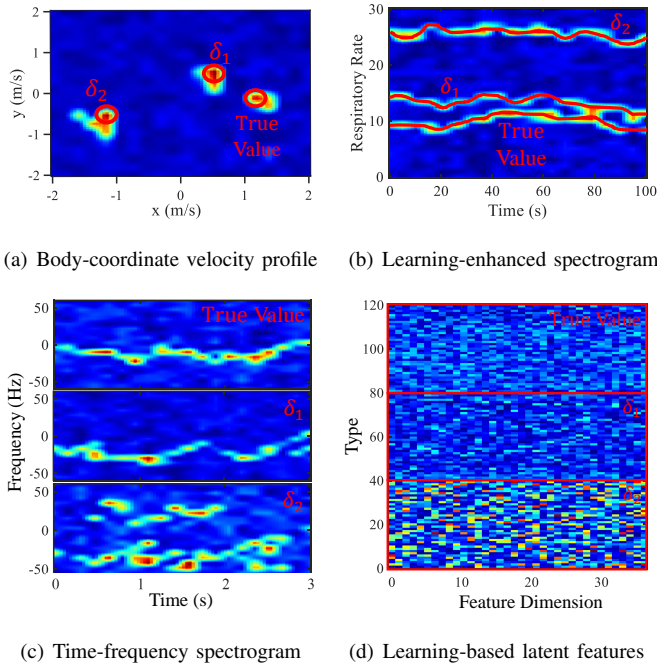 2
1
0
-1
-2
y (m/s)
δ1
δ2
True
Value
-2 -1 0 1 2
x (m/s)
(a) Body-coordinate velocity profile
30
20
10
0
Respiratory Rate
δ2
δ1
True
Value
0 20 40 60 80 100
Time (s)
(b) Learning-enhanced spectrogram
50
0
-50
50
0
-50
50
0
-50
Frequency (Hz)
True Value
δ1
δ2
0 1 2 3
Time (s)
(c) Time-frequency spectrogram
120
100
80
60
40
20
0
Type
True Value
δ1
δ2
0 10 20 30
Feature Dimension
(d) Learning-based latent features